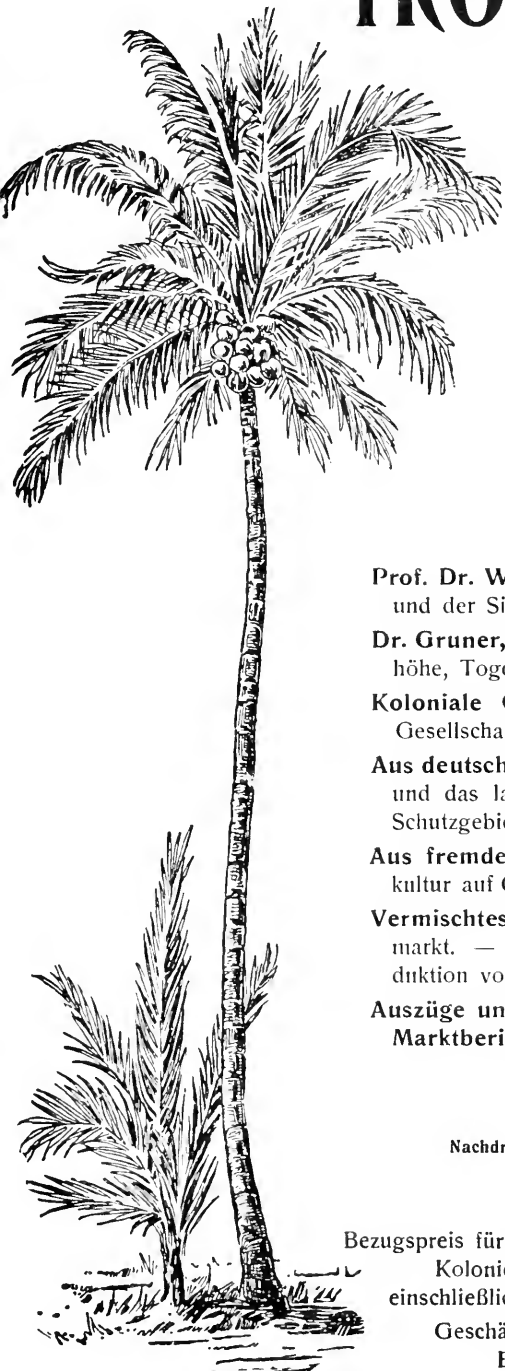 TRO
Prof. Dr. W
und der Si
Dr. Gruner,
höhe, Togo
Koloniale G
Gesellscha
Aus deutsch
und das la
Schutzgebie
Aus fremde
kultur auf C
Vermischtes
markt. —
duktion vo
Auszüge un
Marktberi
Nachdr
Bezugspreis für
Kolonie
einschließlic
Geschä